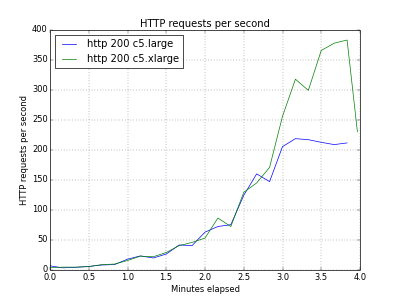 HTTP requests per second
400
350
300
250
200
150
100
50
0
HTTP requests per second
http 200 c5.large
http 200 c5.xlarge
0.0 0.5 1.0 1.5 2.0 2.5 3.0 3.5 4.0
Minutes elapsed